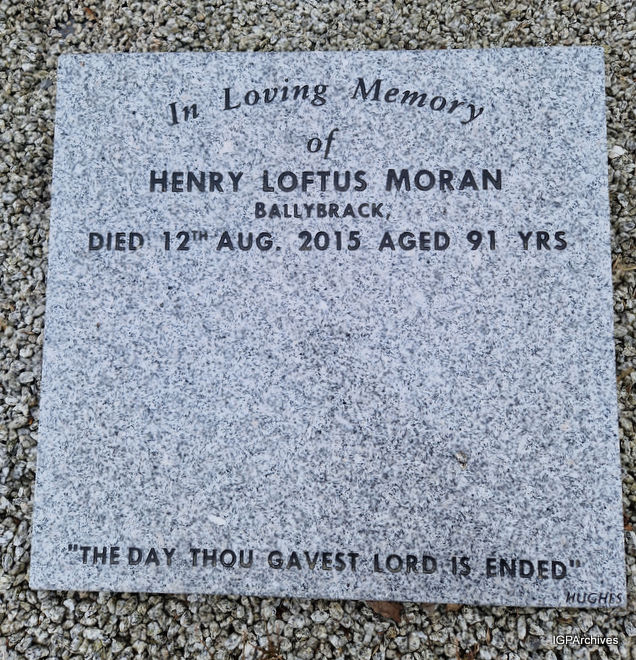 In Loving Memory
of
HENRY LOFTUS MORAN
BALLYBRACK,
DIED 12TH AUG. 2015 AGED 91 YRS
"THE DAY THOU GAVEST LORD IS ENDED"
HUGHES
IGPArchives